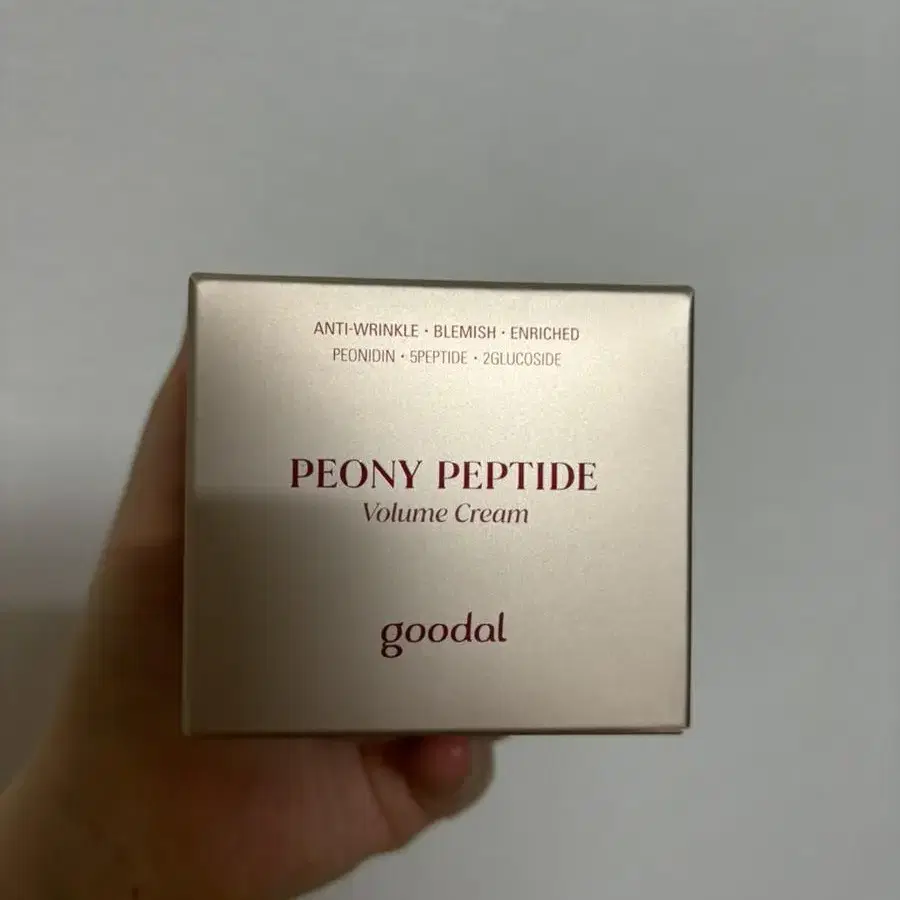 ANTI-WRINKLE · BLEMISH · ENRICHED
PEONIDIN · 5PEPTIDE · 2GLUCOSIDE
PEONY PEPTIDE
Volume Cream
goodal